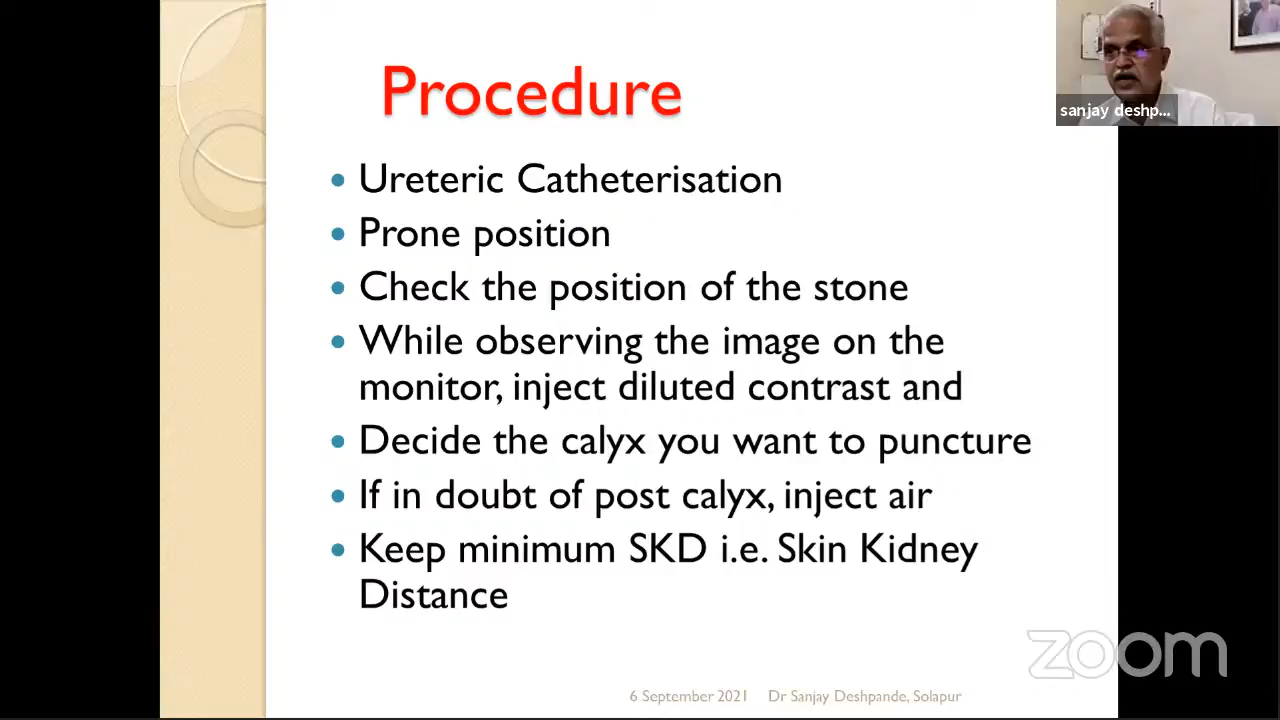 Procedure
sanjay deshp...
• Ureteric Catheterisation
• Prone position
• Check the position of the stone
• While observing the image on the
monitor, inject diluted contrast and
• Decide the calyx you want to puncture
• If in doubt of post calyx, inject air
• Keep minimum SKD i.e. Skin Kidney
Distance
zoom
6 September 2021 Dr Sanjay Deshpande, Solapur